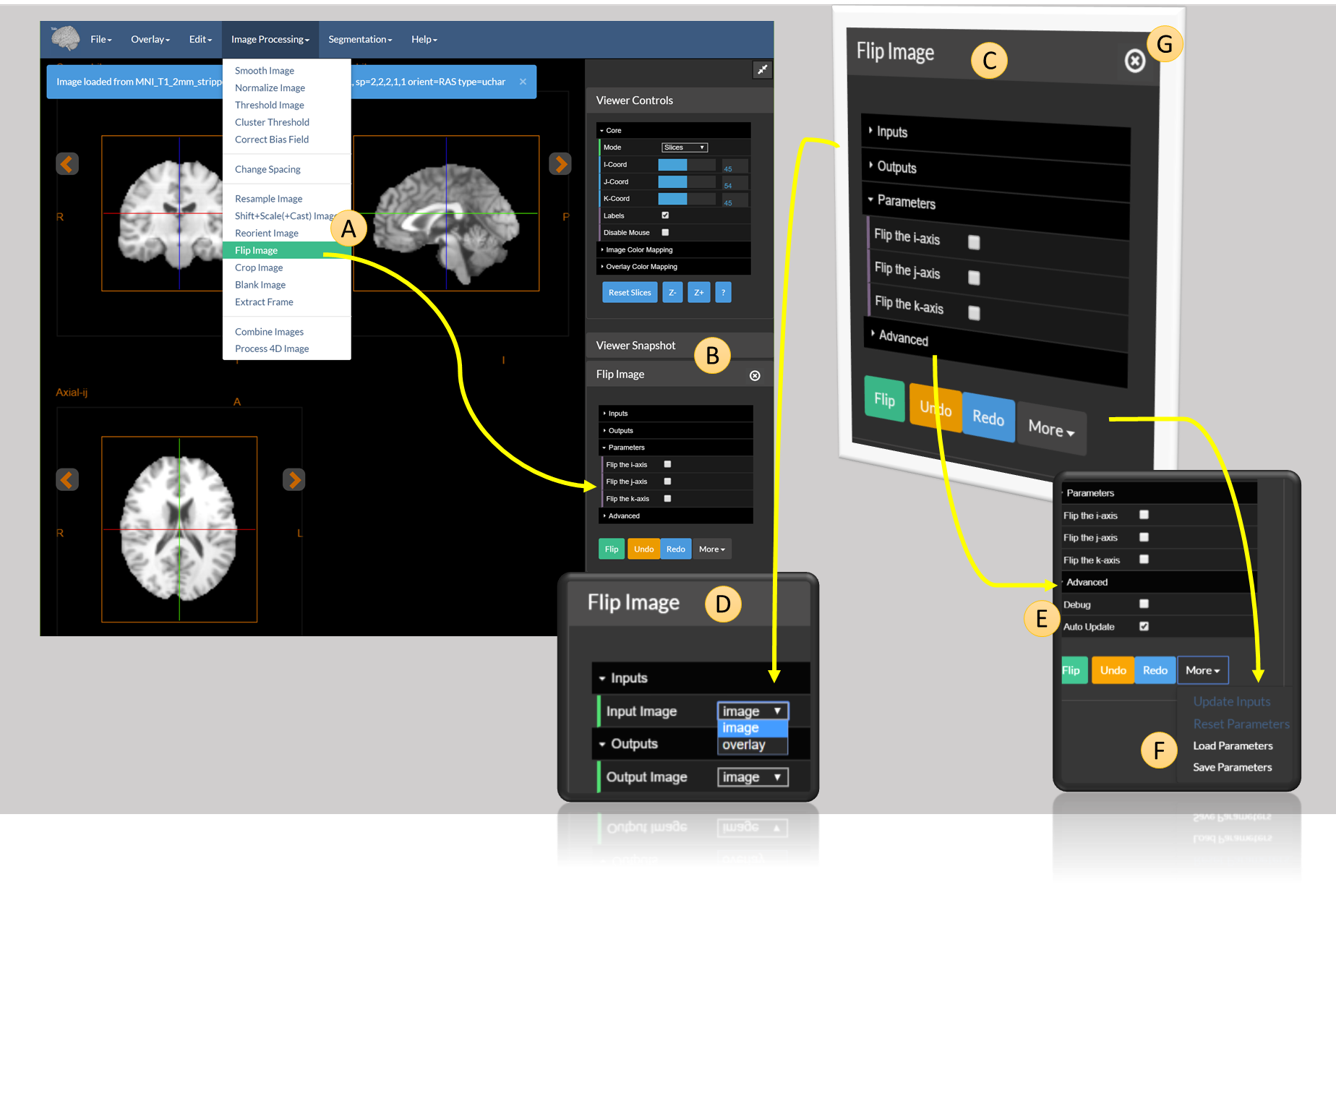 File Overlay Edit Image Processing Segmentation Help
Image loaded from MNI_T1_2mm_stripp , sp=2,2,2,1,1 orient=RAS type=uchar ×
Smooth Image
Normalize Image
Threshold Image
Cluster Threshold
Correct Bias Field
Change Spacing
Resample Image
Shift+Scale(+Cast) Image
Reorient Image
Flip Image
Crop Image
Blank Image
Extract Frame
Combine Images
Process 4D Image
A
R
P
I
Axial-ij
A
R
L
Viewer Controls
Core
Mode Slices
I-Coord 45
J-Coord 54
K-Coord 45
Labels
Disable Mouse
Image Color Mapping
Overlay Color Mapping
Reset Slices Z- Z+ ?
Viewer Snapshot
B
Flip Image
Inputs
Outputs
Parameters
Flip the i-axis
Flip the j-axis
Flip the k-axis
Advanced
Flip Undo Redo More
Flip Image
C
G
Inputs
Outputs
Parameters
Flip the i-axis
Flip the j-axis
Flip the k-axis
Advanced
Flip Undo Redo More
Flip Image
D
Inputs
Input Image image
image
overlay
Outputs
Output Image image
Parameters
Flip the i-axis
Flip the j-axis
Flip the k-axis
Advanced
E
Debug
Auto Update
Flip Undo Redo More
Update Inputs
Reset Parameters
F
Load Parameters
Save Parameters